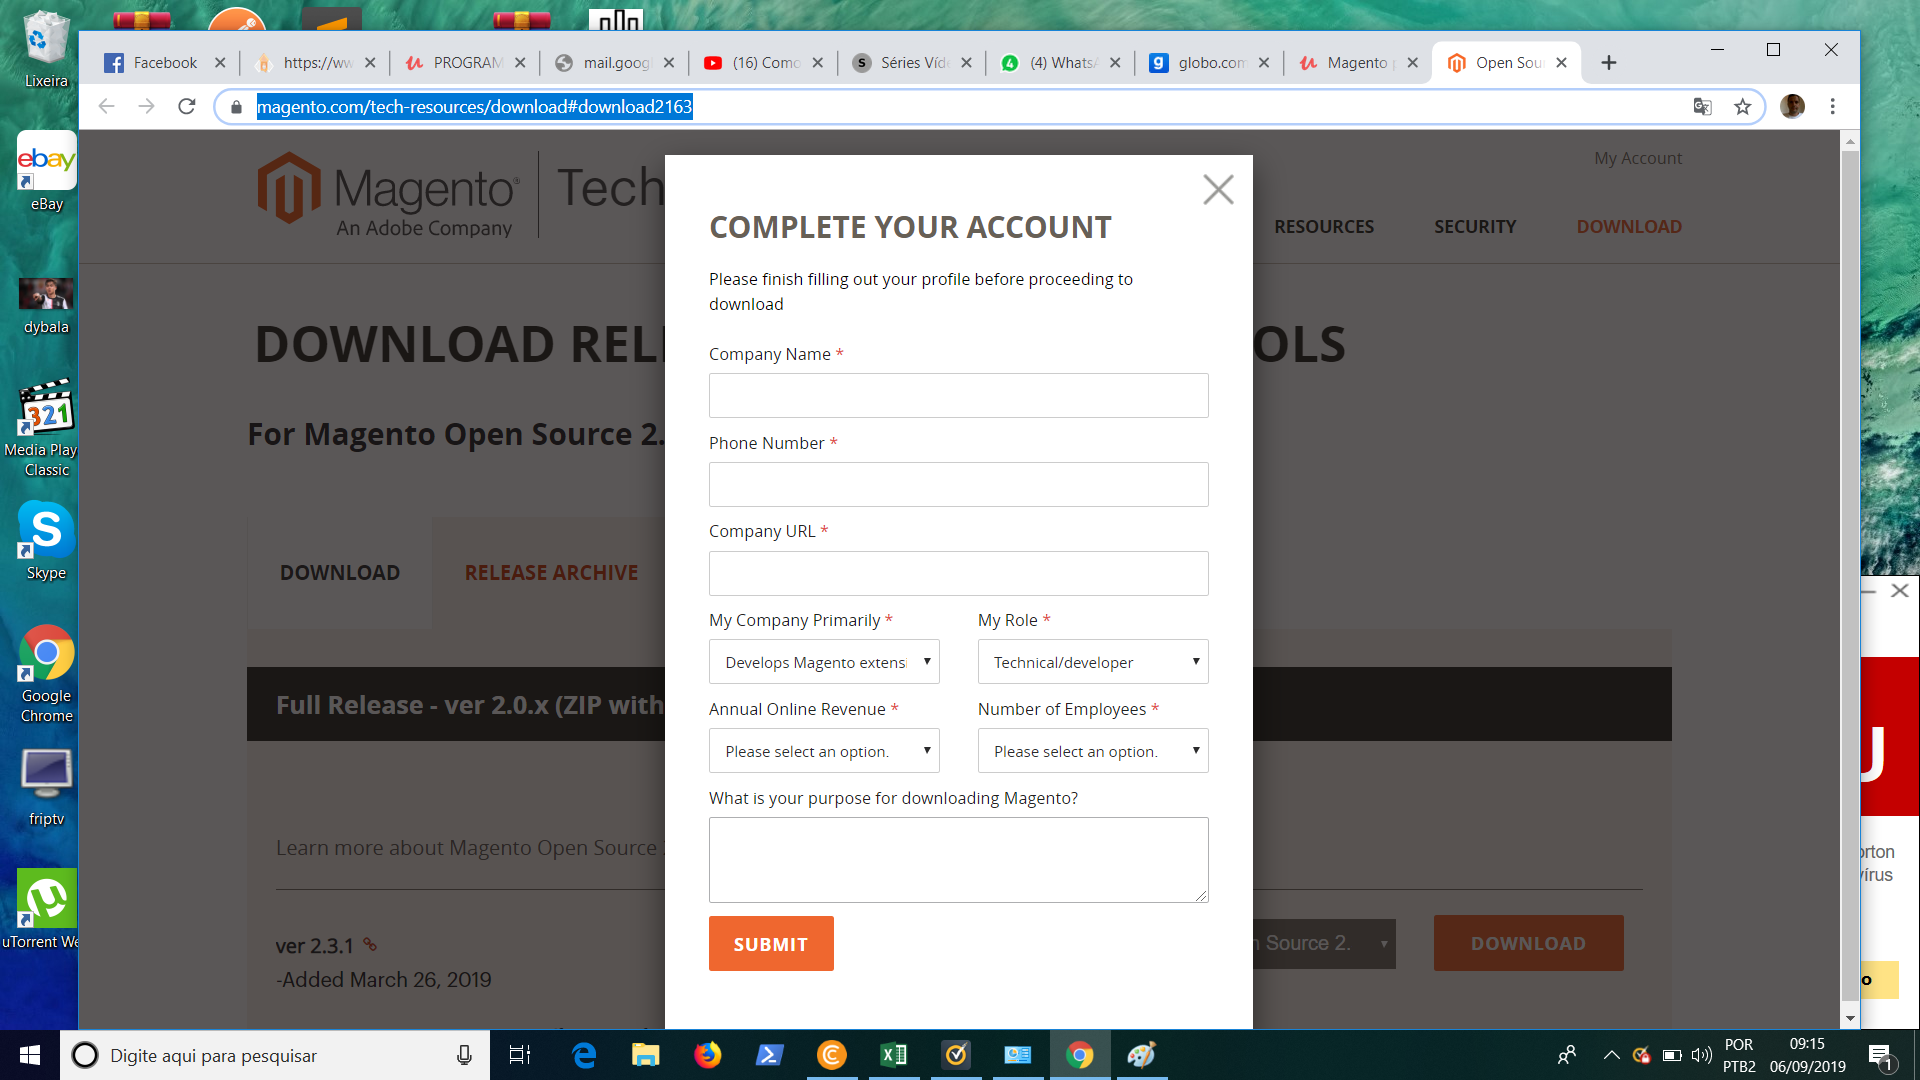 Lixeira
eBay
dybala
321
Media Play
Classic
Skype
Google
Chrome
friptv
uTorrent We
Facebook
https://ww
PROGRAM
mail.goog
(16) Como
Séries Víde
(4) WhatsA
globo.com
Magento p
Open Sour
magento.com/tech-resources/download#download2163
Magento® Tech
An Adobe Company
My Account
RESOURCES
SECURITY
DOWNLOAD
DOWNLOAD REL
OLS
For Magento Open Source 2.
DOWNLOAD
RELEASE ARCHIVE
Full Release - ver 2.0.x (ZIP with
Learn more about Magento Open Source
ver 2.3.1
-Added March 26, 2019
n Source 2.
DOWNLOAD
COMPLETE YOUR ACCOUNT
Please finish filling out your profile before proceeding to
download
Company Name *
Phone Number *
Company URL *
My Company Primarily *
My Role *
Develops Magento extensi
Technical/developer
Annual Online Revenue *
Number of Employees *
Please select an option.
Please select an option.
What is your purpose for downloading Magento?
SUBMIT
U
orton
vírus
o
Digite aqui para pesquisar
POR
PTB2
09:15
06/09/2019
1